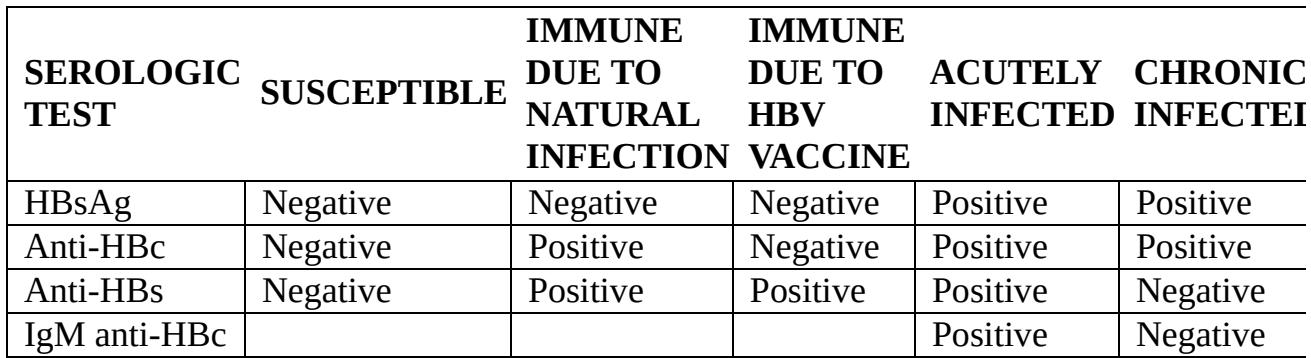 SEROLOGIC TEST SUSCEPTIBLE IMMUNE DUE TO NATURAL INFECTION IMMUNE DUE TO HBV VACCINE ACUTELY INFECTED CHRONIC INFECTE
HBsAg Negative Negative Negative Positive Positive
Anti-HBc Negative Positive Negative Positive Positive
Anti-HBs Negative Positive Positive Positive Negative
IgM anti-HBc Positive Negative